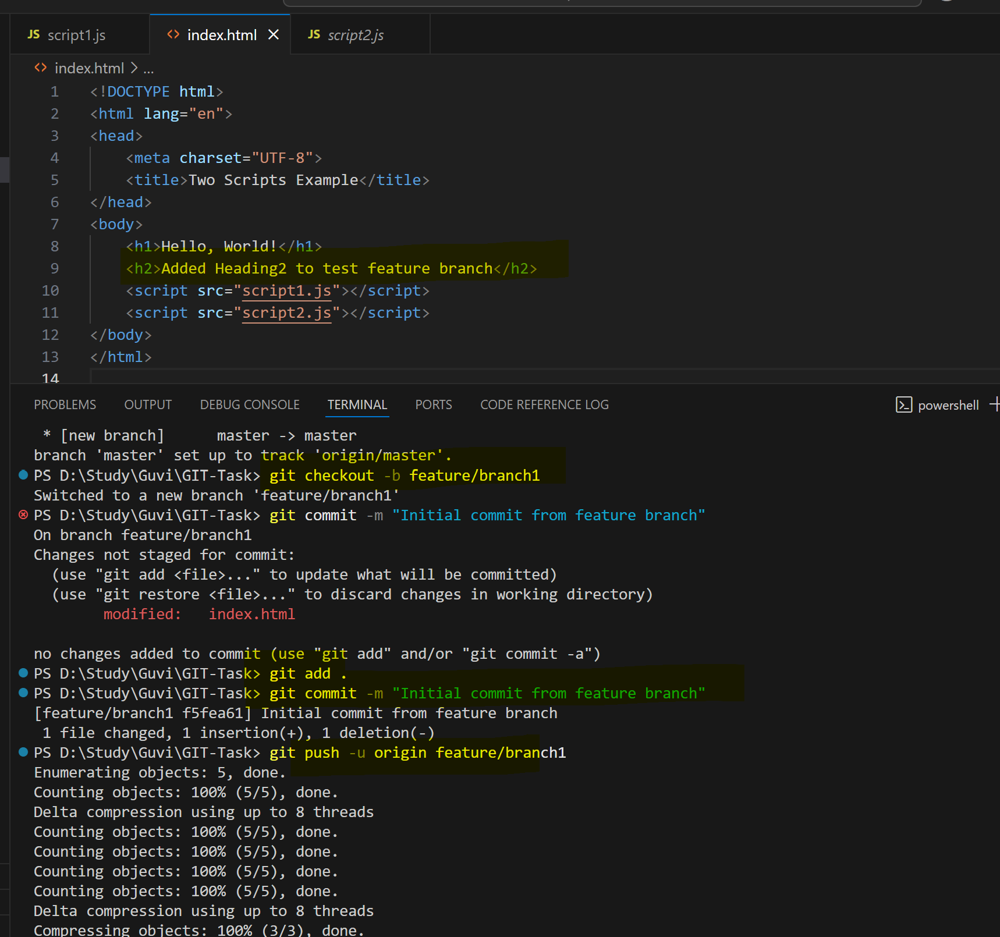 JS script1.js
<> index.html ×
JS script2.js
<> index.html > ...
1 <!DOCTYPE html>
2 <html lang="en">
3 <head>
4     <meta charset="UTF-8">
5     <title>Two Scripts Example</title>
6 </head>
7 <body>
8     <h1>Hello, World!</h1>
9     <h2>Added Heading2 to test feature branch</h2>
10     <script src="script1.js"></script>
11     <script src="script2.js"></script>
12 </body>
13 </html>
14
PROBLEMS OUTPUT DEBUG CONSOLE TERMINAL PORTS CODE REFERENCE LOG powershell +
 * [new branch]      master -> master
branch 'master' set up to track 'origin/master'.
PS D:\Study\Guvi\GIT-Task> git checkout -b feature/branch1
Switched to a new branch 'feature/branch1'
PS D:\Study\Guvi\GIT-Task> git commit -m "Initial commit from feature branch"
On branch feature/branch1
Changes not staged for commit:
  (use "git add <file>..." to update what will be committed)
  (use "git restore <file>..." to discard changes in working directory)
        modified:   index.html
no changes added to commit (use "git add" and/or "git commit -a")
PS D:\Study\Guvi\GIT-Task> git add .
PS D:\Study\Guvi\GIT-Task> git commit -m "Initial commit from feature branch"
[feature/branch1 f5fea61] Initial commit from feature branch
 1 file changed, 1 insertion(+), 1 deletion(-)
PS D:\Study\Guvi\GIT-Task> git push -u origin feature/branch1
Enumerating objects: 5, done.
Counting objects: 100% (5/5), done.
Delta compression using up to 8 threads
Counting objects: 100% (5/5), done.
Counting objects: 100% (5/5), done.
Counting objects: 100% (5/5), done.
Counting objects: 100% (5/5), done.
Delta compression using up to 8 threads
Compressing objects: 100% (3/3), done.